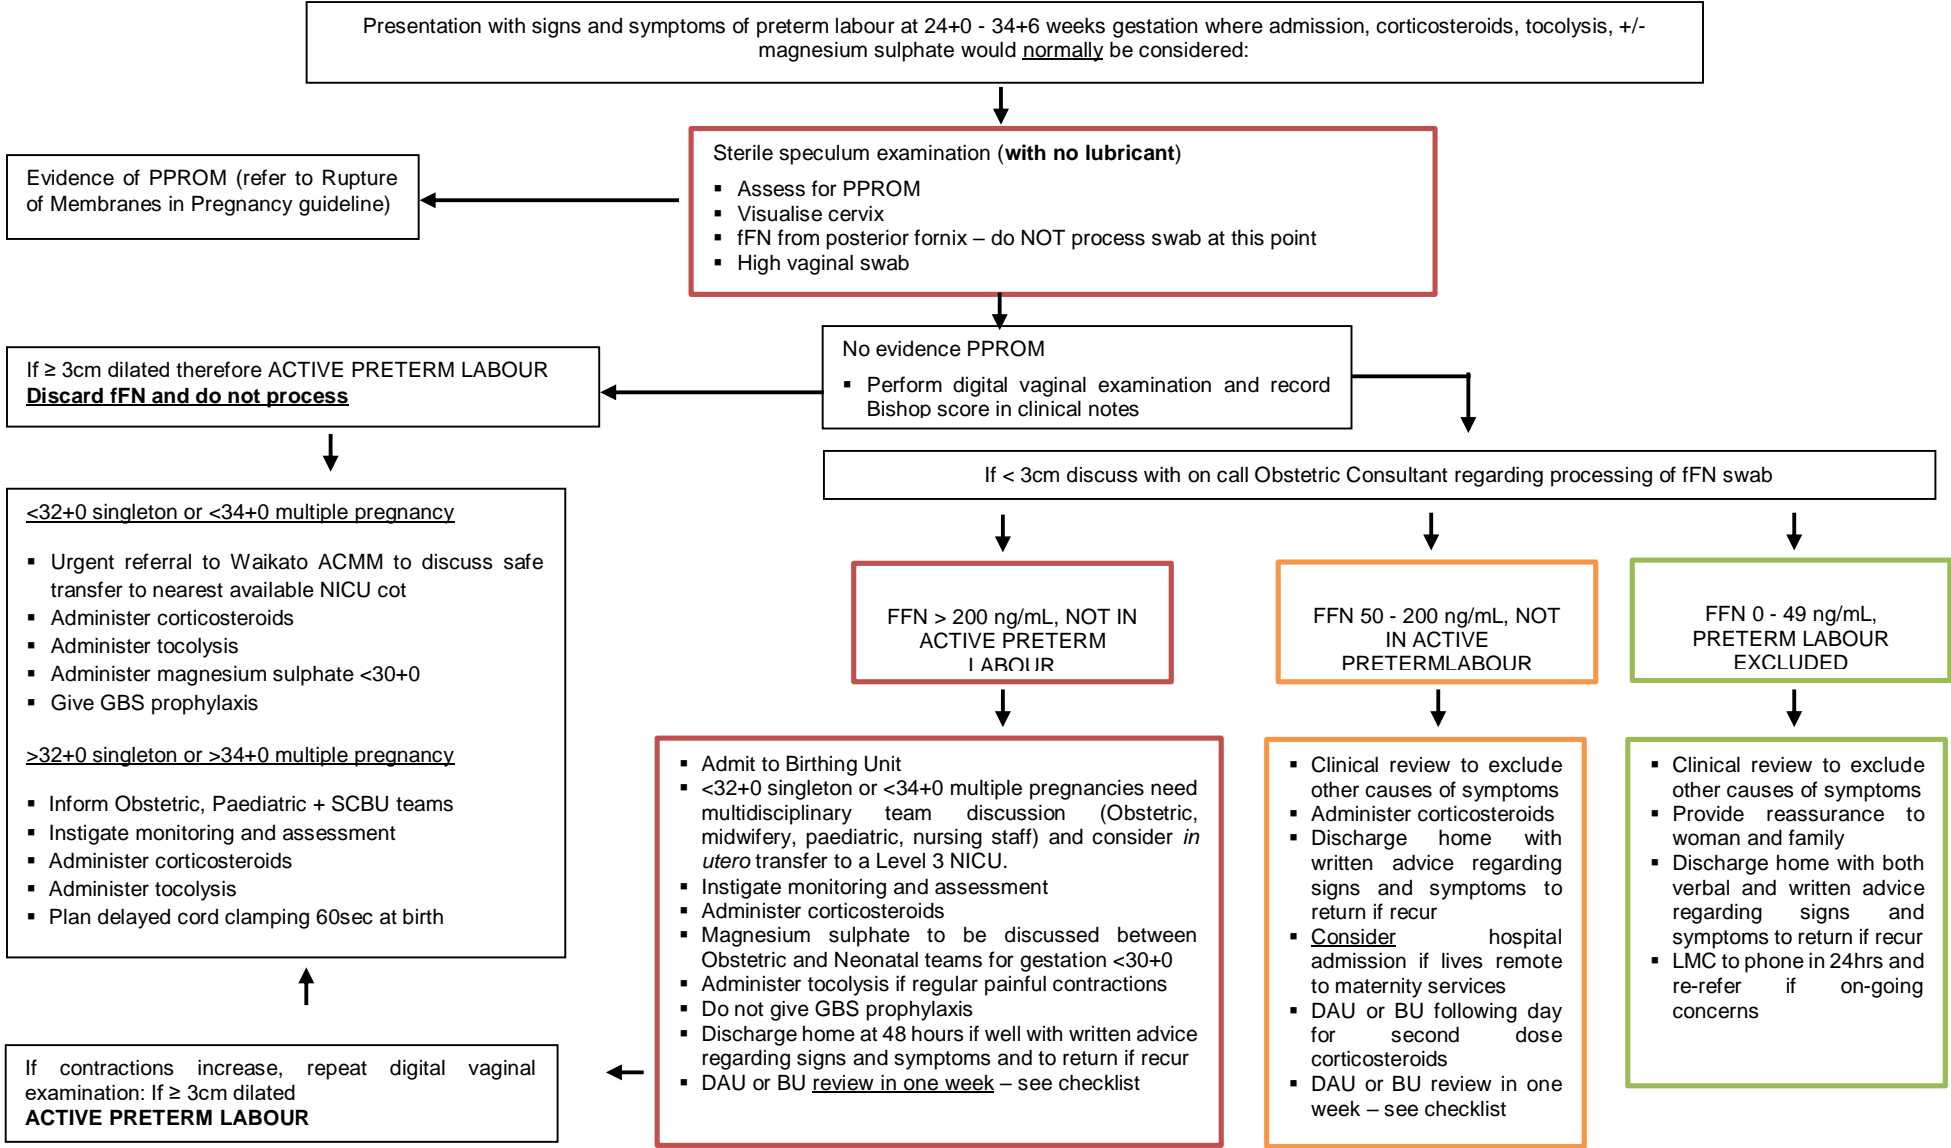 Presentation with signs and symptoms of preterm labour at 24+0 - 34+6 weeks gestation where admission, corticosteroids, tocolysis, +/-
magnesium sulphate would normally be considered:
Sterile speculum examination (with no lubricant)
▪ Assess for PPROM
▪ Visualise cervix
▪ fFN from posterior fornix – do NOT process swab at this point
▪ High vaginal swab
Evidence of PPROM (refer to Rupture
of Membranes in Pregnancy guideline)
No evidence PPROM
▪ Perform digital vaginal examination and record
Bishop score in clinical notes
If ≥ 3cm dilated therefore ACTIVE PRETERM LABOUR
Discard fFN and do not process
If < 3cm discuss with on call Obstetric Consultant regarding processing of fFN swab
<32+0 singleton or <34+0 multiple pregnancy
▪ Urgent referral to Waikato ACMM to discuss safe
transfer to nearest available NICU cot
▪ Administer corticosteroids
▪ Administer tocolysis
▪ Administer magnesium sulphate <30+0
▪ Give GBS prophylaxis
>32+0 singleton or >34+0 multiple pregnancy
▪ Inform Obstetric, Paediatric + SCBU teams
▪ Instigate monitoring and assessment
▪ Administer corticosteroids
▪ Administer tocolysis
▪ Plan delayed cord clamping 60sec at birth
FFN > 200 ng/mL, NOT IN
ACTIVE PRETERM
LABOUR
FFN 50 - 200 ng/mL, NOT
IN ACTIVE
PRETERMLABOUR
FFN 0 - 49 ng/mL,
PRETERM LABOUR
EXCLUDED
▪ Admit to Birthing Unit
▪ <32+0 singleton or <34+0 multiple pregnancies need
multidisciplinary team discussion (Obstetric,
midwifery, paediatric, nursing staff) and consider in
utero transfer to a Level 3 NICU.
▪ Instigate monitoring and assessment
▪ Administer corticosteroids
▪ Magnesium sulphate to be discussed between
Obstetric and Neonatal teams for gestation <30+0
▪ Administer tocolysis if regular painful contractions
▪ Do not give GBS prophylaxis
▪ Discharge home at 48 hours if well with written advice
regarding signs and symptoms and to return if recur
▪ DAU or BU review in one week – see checklist
▪ Clinical review to exclude
other causes of symptoms
▪ Administer corticosteroids
▪ Discharge home with
written advice regarding
signs and symptoms to
return if recur
▪ Consider hospital
admission if lives remote
to maternity services
▪ DAU or BU following day
for second dose
corticosteroids
▪ DAU or BU review in one
week – see checklist
▪ Clinical review to exclude
other causes of symptoms
▪ Provide reassurance to
woman and family
▪ Discharge home with both
verbal and written advice
regarding signs and
symptoms to return if recur
▪ LMC to phone in 24hrs and
re-refer if on-going
concerns
If contractions increase, repeat digital vaginal
examination: If ≥ 3cm dilated
ACTIVE PRETERM LABOUR